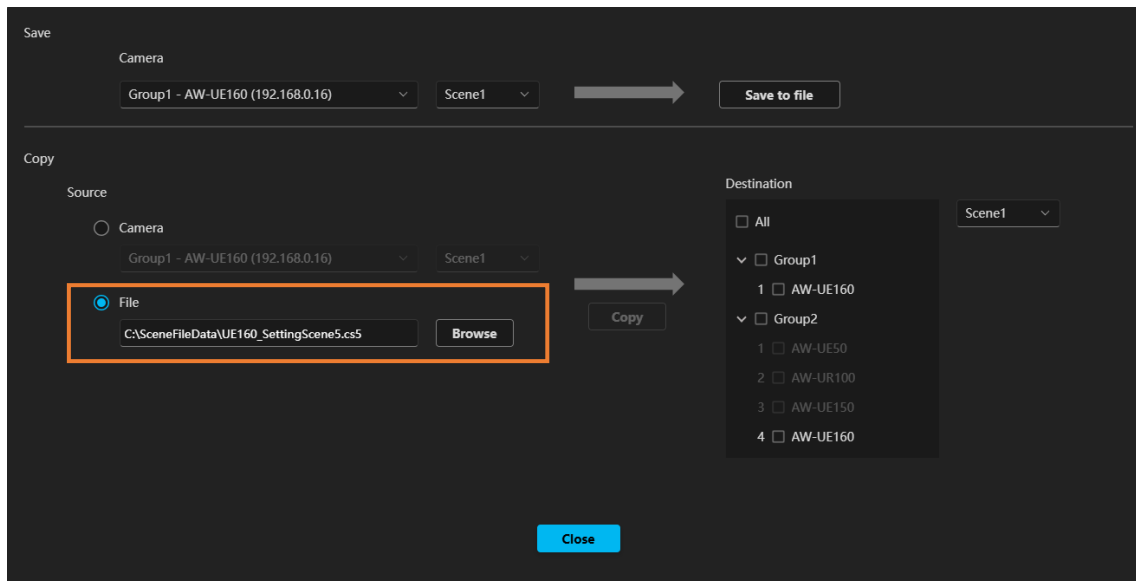 Save
Camera
Group1 - AW-UE160 (192.168.0.16) Scene1 Save to file
Copy
Source
Camera
Group1 - AW-UE160 (192.168.0.16) Scene1
File
C:\SceneFileData\UE160_SettingScene5.cs5 Browse
Copy
Destination
All
Scene1
Group1
1 AW-UE160
Group2
1 AW-UE50
2 AW-UR100
3 AW-UE150
4 AW-UE160
Close